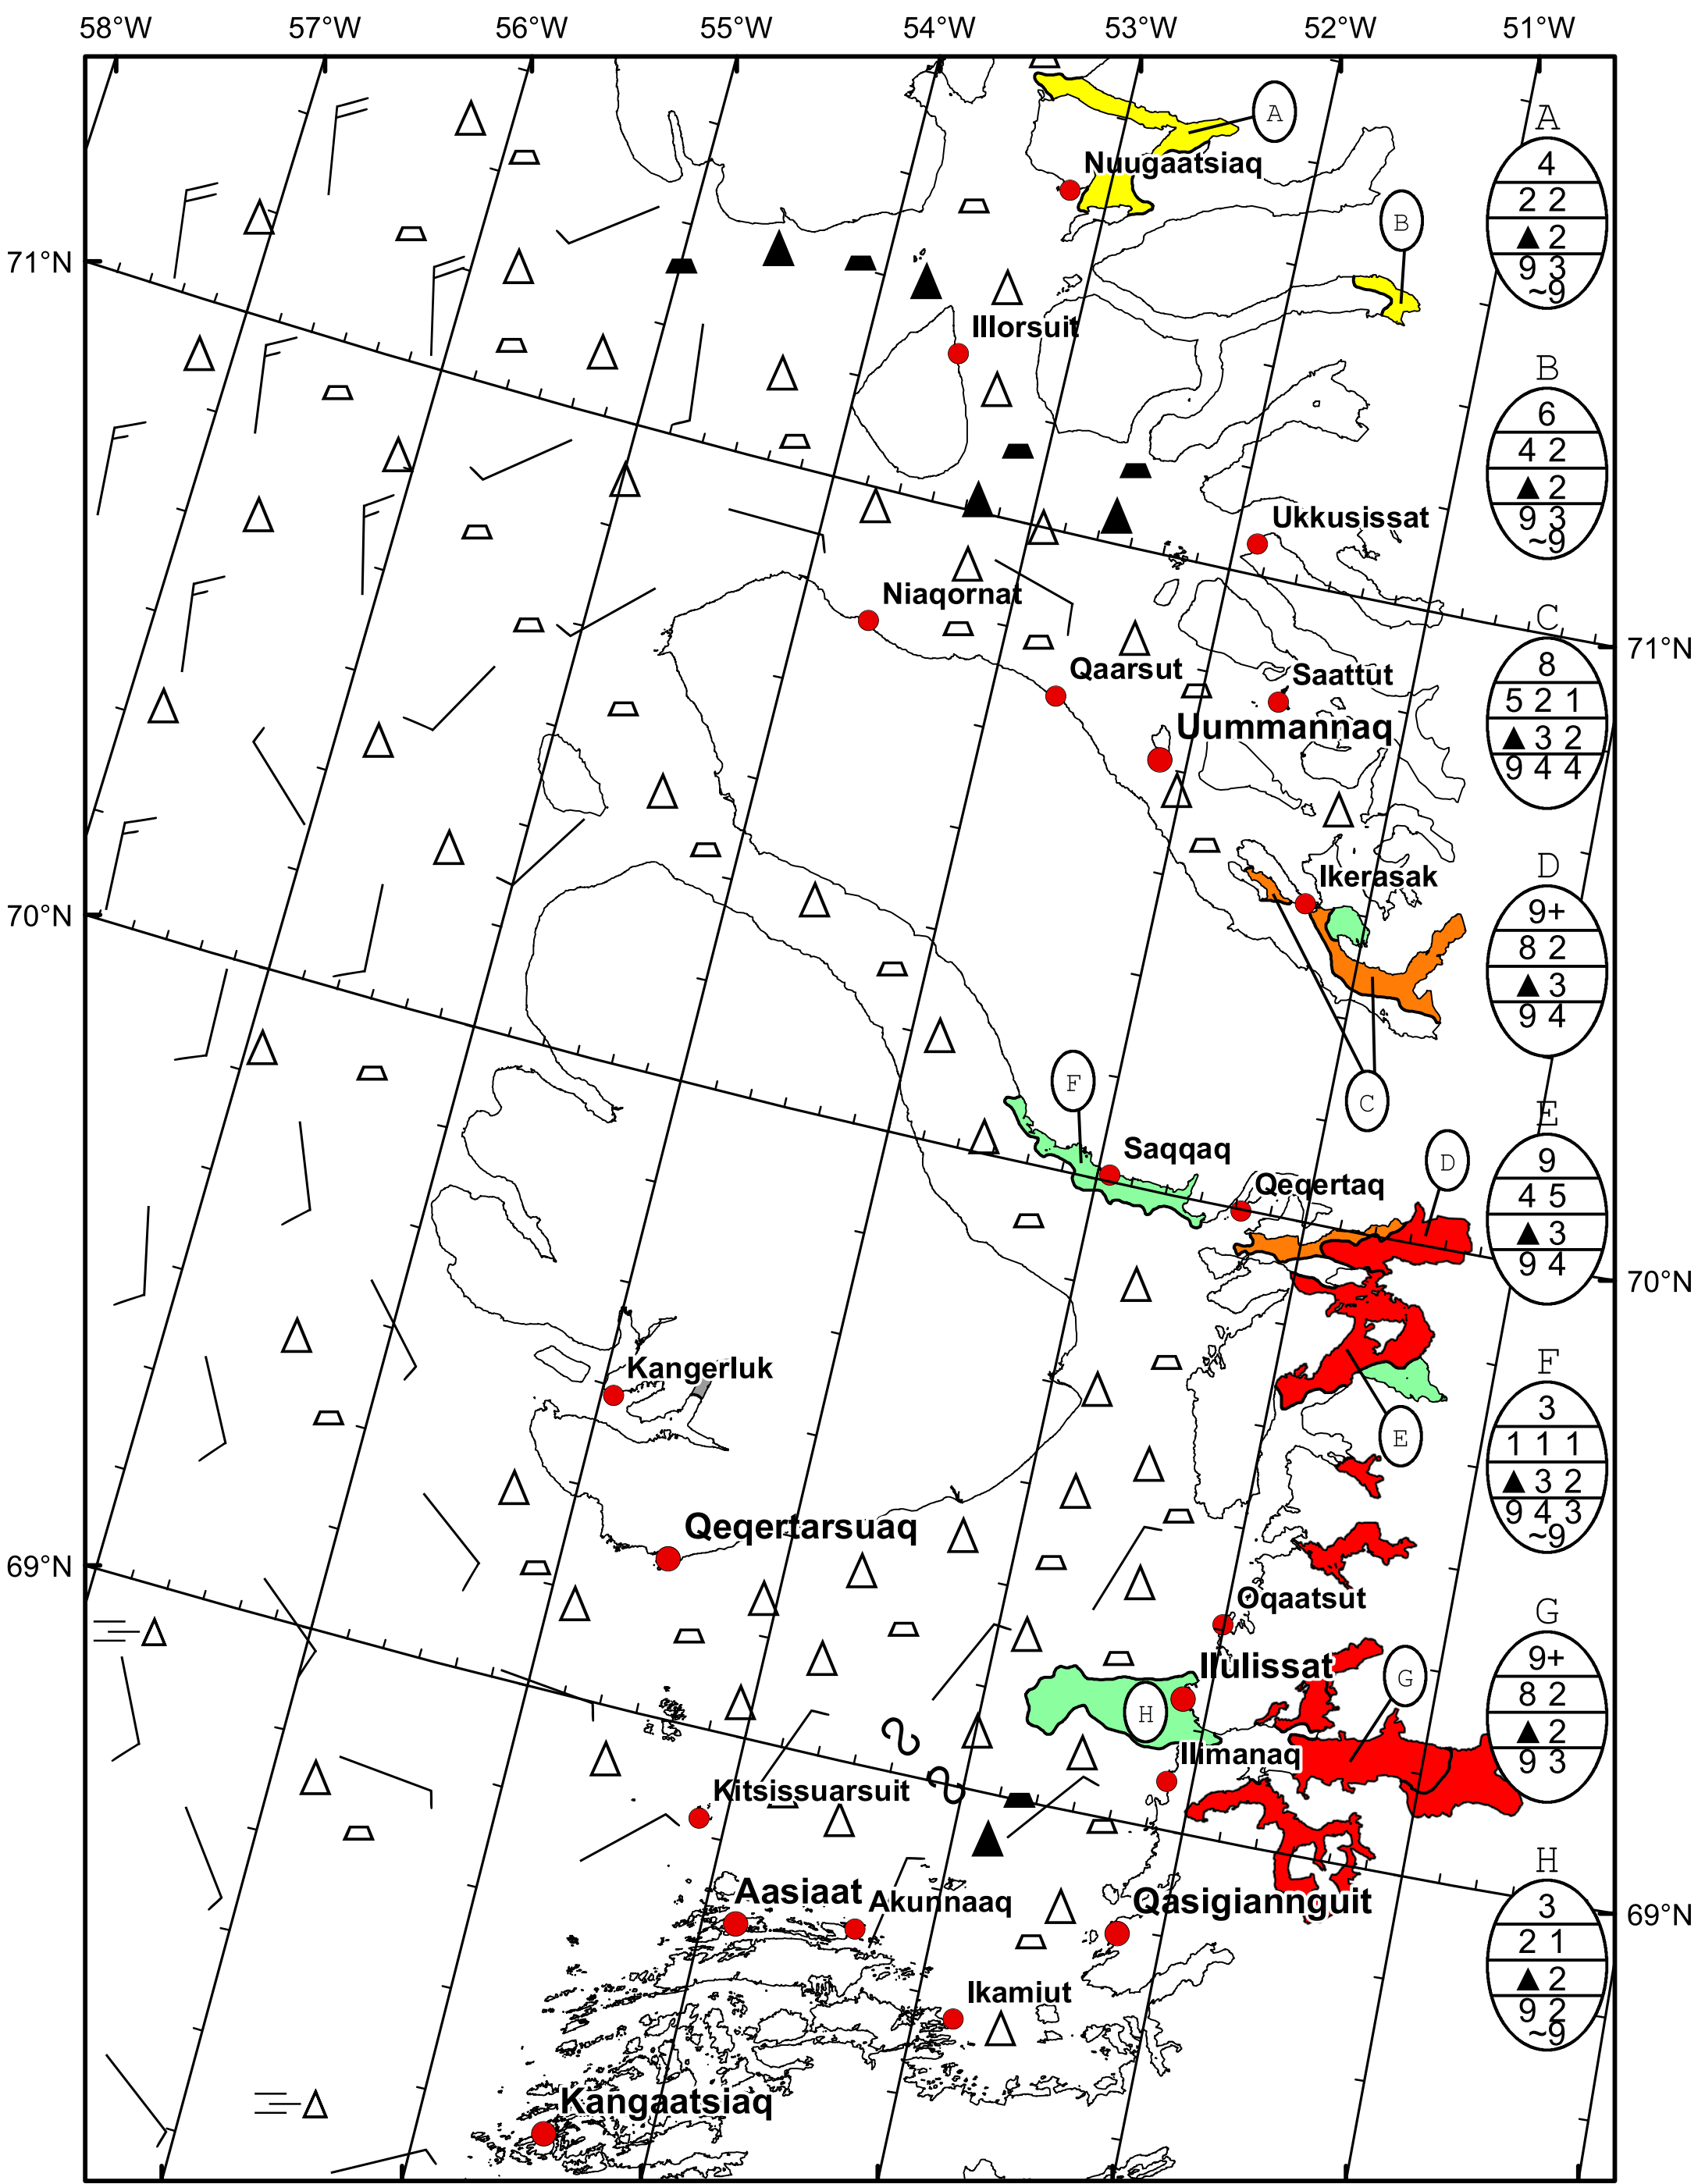 58°W 57°W 56°W 55°W 54°W 53°W 52°W 51°W
A
Nuugaatsiaq
A
4
2 2
▲ 2
9 3
~9
B
71°N
Illorsuit
B
6
4 2
▲ 2
9 3
~9
Ukkusissat
Niaqornat
C
8
5 2 1
▲ 3 2
9 4 4
71°N
Qaarsut
Saattut
Uummannaq
Ikerasak
D
9+
8 2
▲ 3
9 4
70°N
F
C
Saqqaq
D
Qeqertaq
E
9
4 5
▲ 3
9 4
70°N
Kangerluk
E
F
3
1 1 1
▲ 3 2
9 4 3
~9
Qeqertarsuaq
69°N
Oqaatsut
Ilulissat
G
H
Ilimanaq
G
9+
8 2
▲ 2
9 3
Kitsissuarsuit
Aasiaat
Akunnaaq
Qasigiannguit
H
3
2 1
▲ 2
9 2
~9
69°N
Ikamiut
Kangaatsiaq